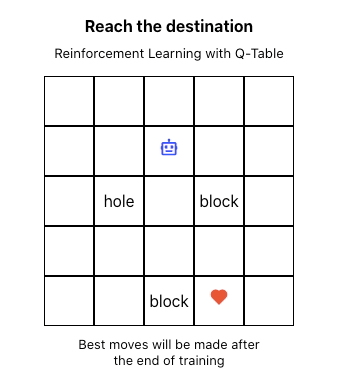 Reach the destination
Reinforcement Learning with Q-Table
hole
block
block
Best moves will be made after
the end of training